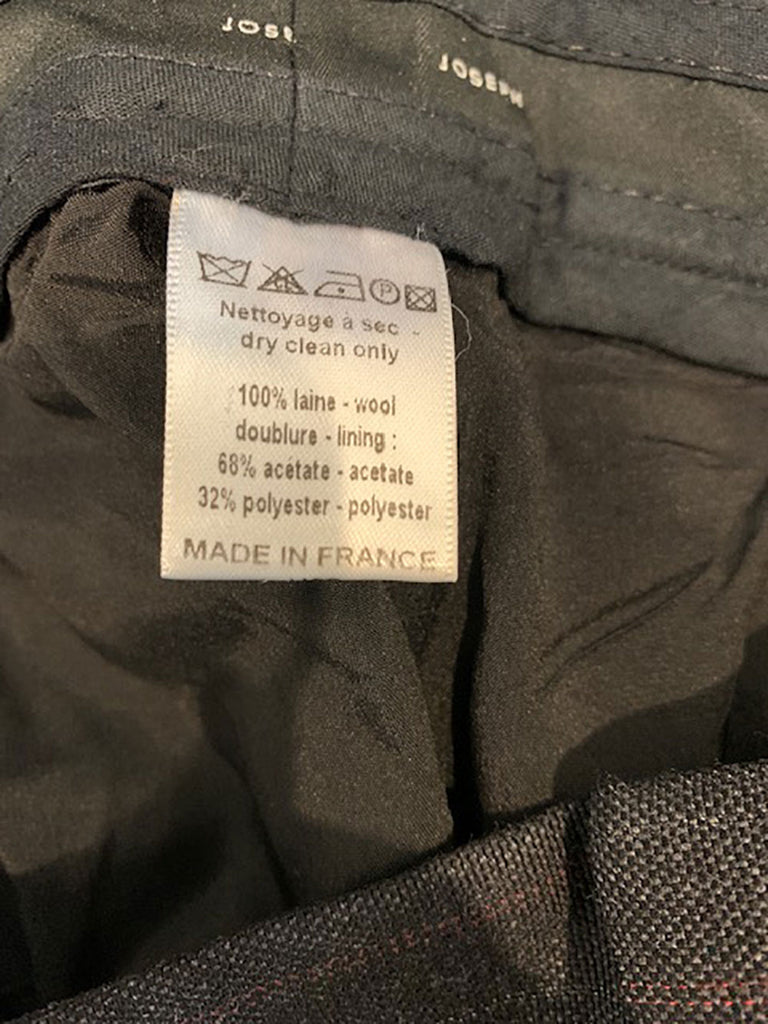 JOSE
JOSEPH
P
Nettoyage à sec -
dry clean only
100% laine - wool
doublure - lining :
68% acétate - acetate
32% polyester - polyester
MADE IN FRANCE